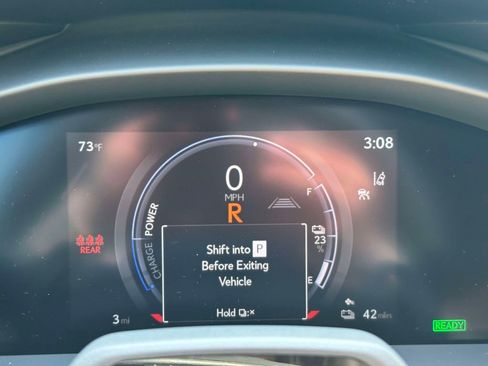 73°F
3:08
0
MPH
R
POWER
CHARGE
F
23
%
E
REAR
Shift into P
Before Exiting
Vehicle
Hold :×
3 mi
42 miles
READY